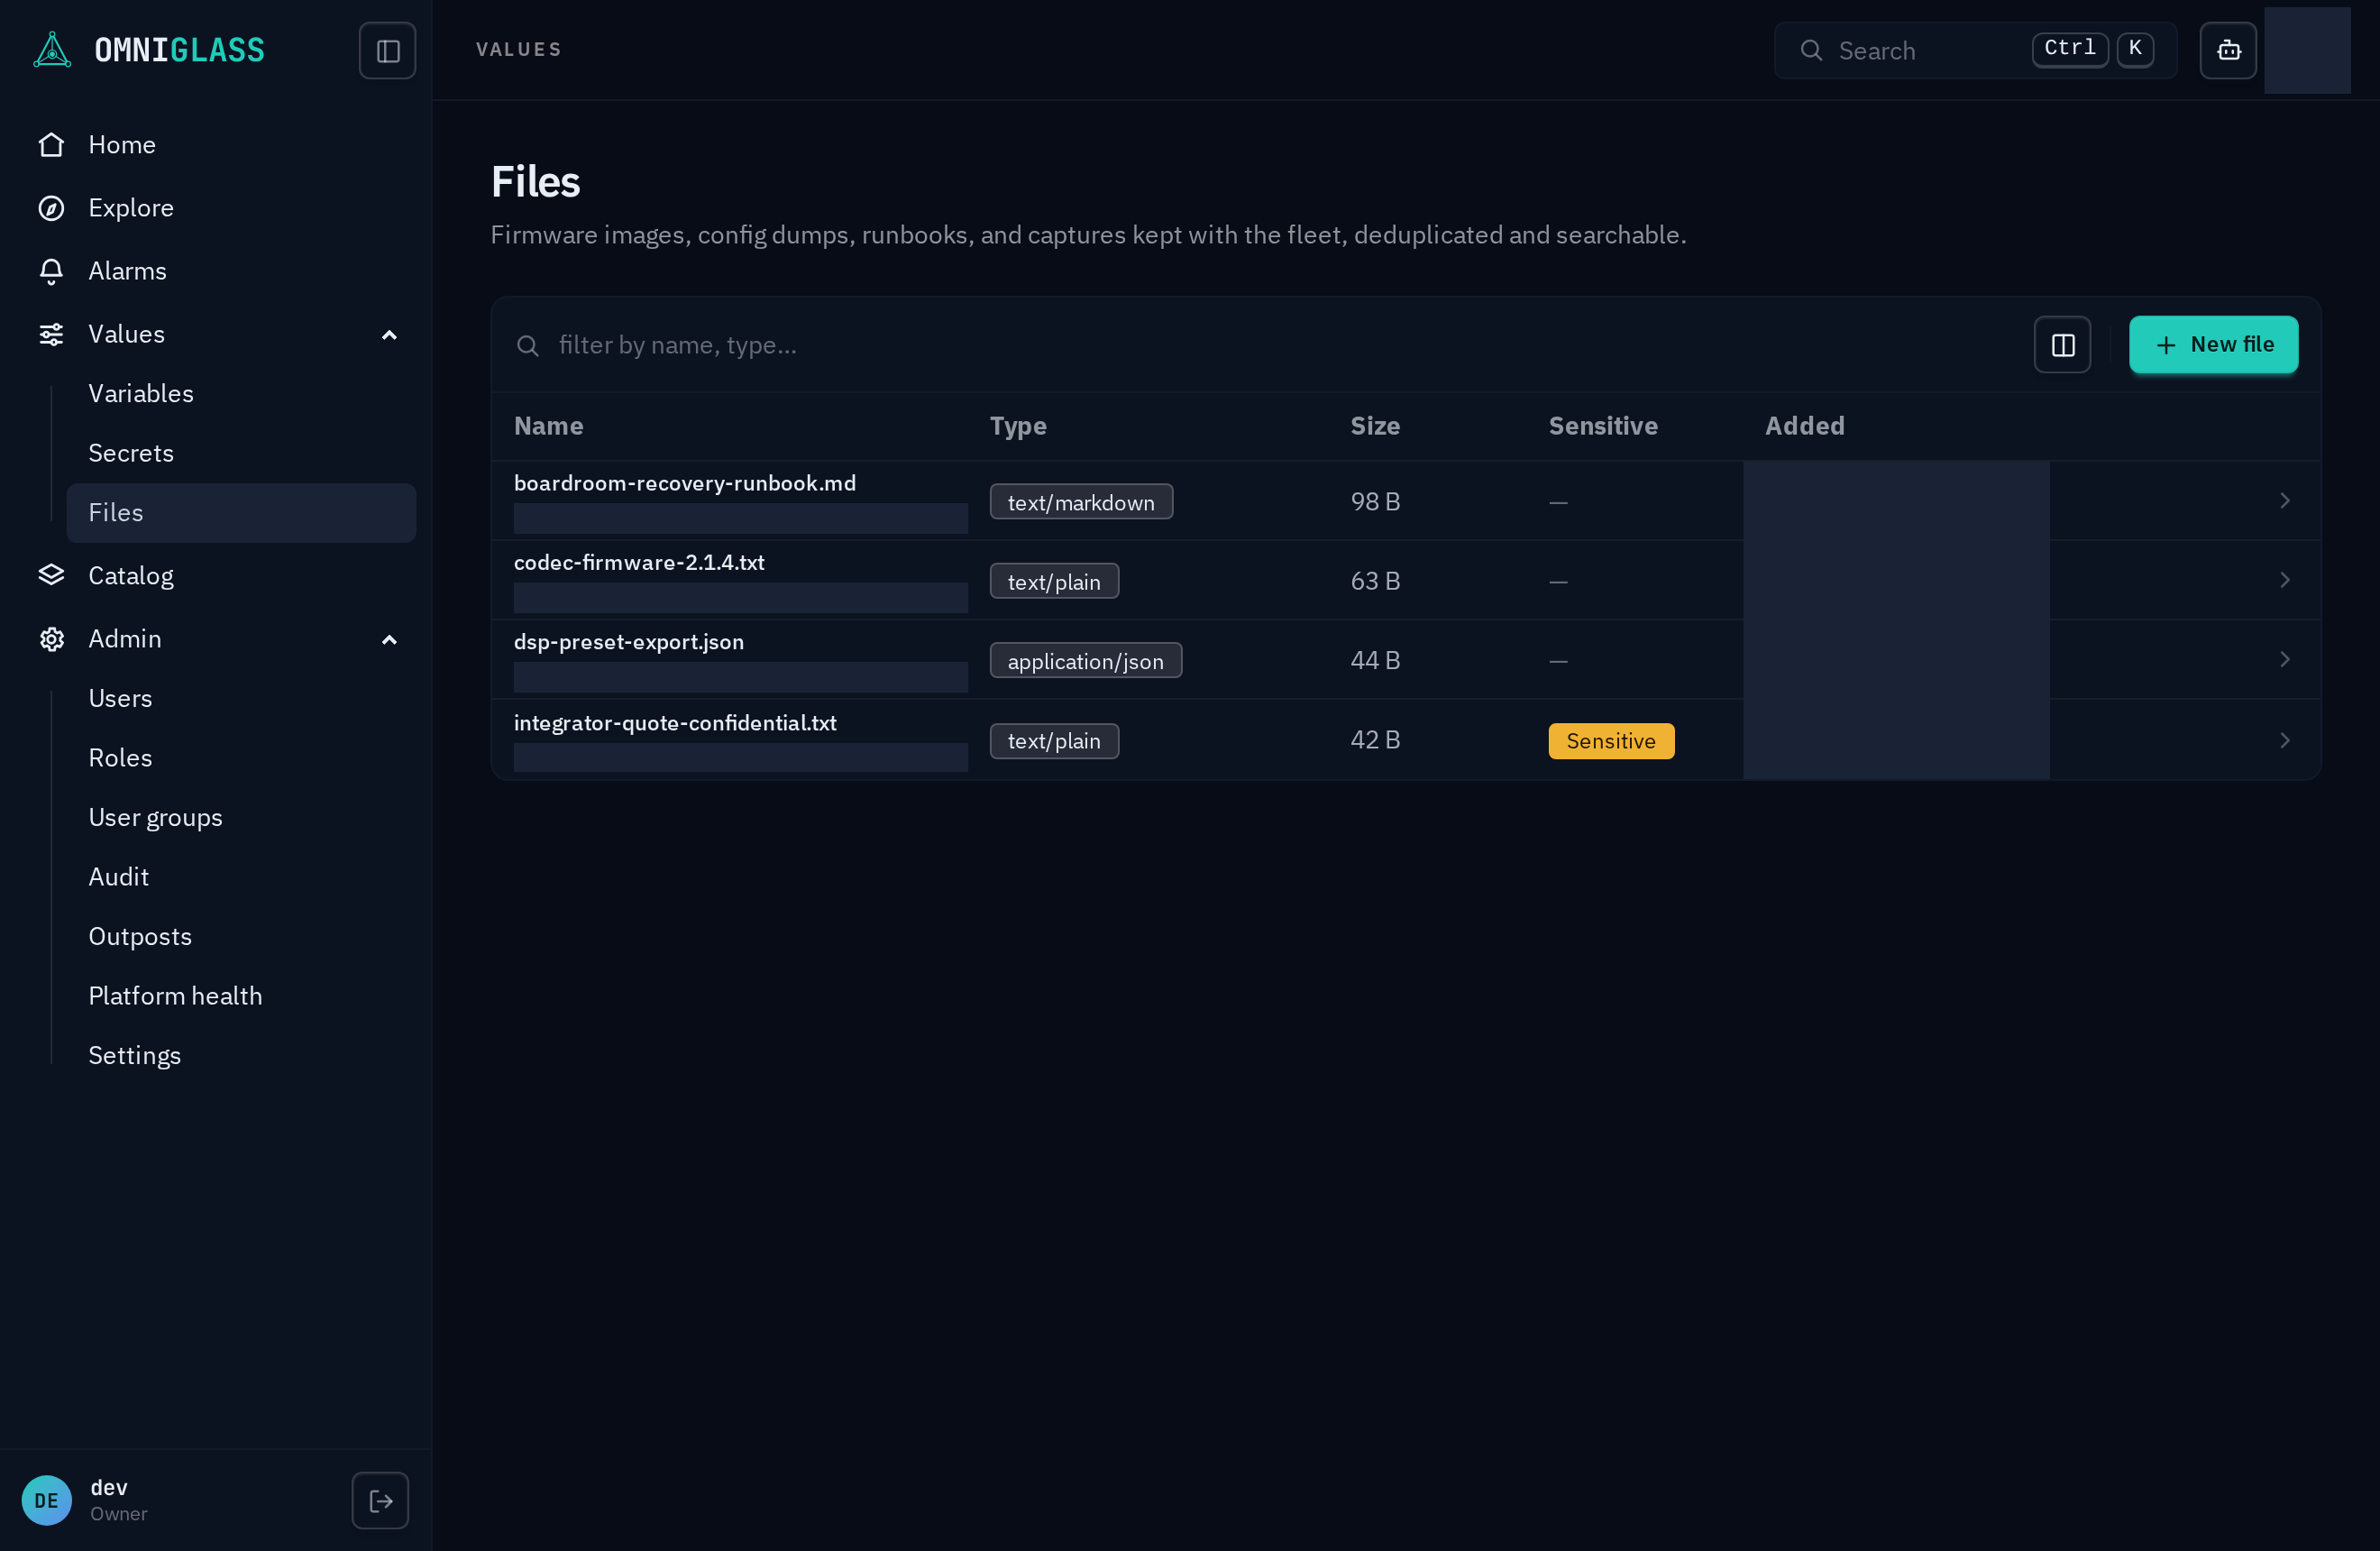 OMNIGLASS
VALUES
Search
Ctrl
K
Home
Explore
Alarms
Values
Variables
Secrets
Files
Catalog
Admin
Users
Roles
User groups
Audit
Outposts
Platform health
Settings
DE
dev
Owner
Files
Firmware images, config dumps, runbooks, and captures kept with the fleet, deduplicated and searchable.
filter by name, type...
New file
Name Type Size Sensitive Added
boardroom-recovery-runbook.md text/markdown 98 B —
codec-firmware-2.1.4.txt text/plain 63 B —
dsp-preset-export.json application/json 44 B —
integrator-quote-confidential.txt text/plain 42 B Sensitive